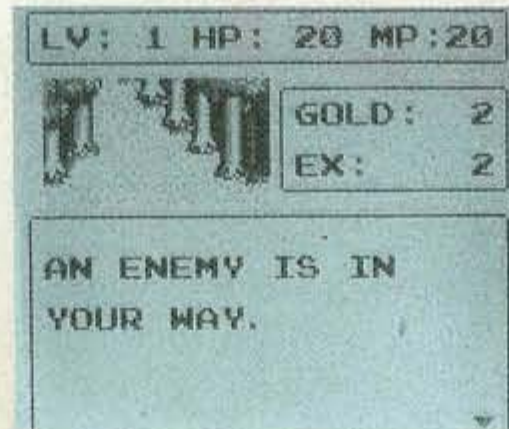 LV: 1 HP: 20 MP:20
GOLD: 2
EX: 2
AN ENEMY IS IN
YOUR WAY.